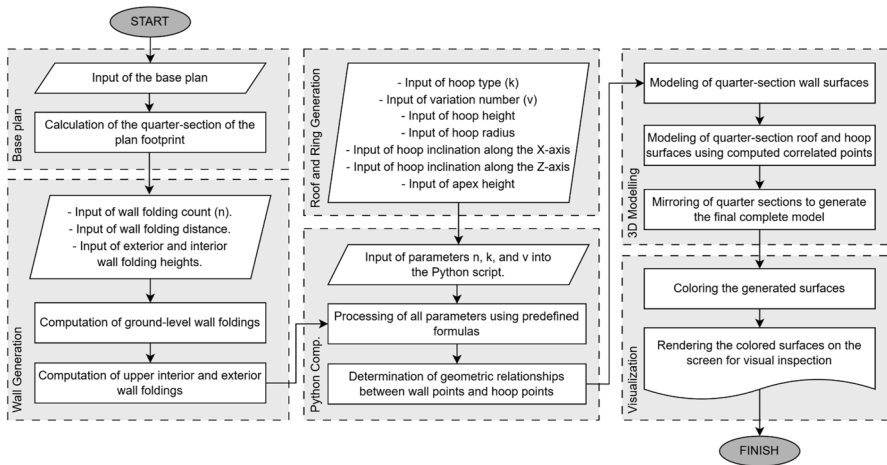 START
Base plan
Input of the base plan
Calculation of the quarter-section of the
plan footprint
Wall Generation
- Input of wall folding count (n).
- Input of wall folding distance.
- Input of exterior and interior
wall folding heights.
Computation of ground-level wall foldings
Computation of upper interior and exterior
wall foldings
Roof and Ring Generation
- Input of hoop type (k)
- Input of variation number (v)
- Input of hoop height
- Input of hoop radius
- Input of hoop inclination along the X-axis
- Input of hoop inclination along the Z-axis
- Input of apex height
Python Comp.
Input of parameters n, k, and v into
the Python script.
Processing of all parameters using predefined
formulas
Determination of geometric relationships
between wall points and hoop points
3D Modelling
Modeling of quarter-section wall surfaces
Modeling of quarter-section roof and hoop
surfaces using computed correlated points
Mirroring of quarter sections to generate
the final complete model
Visualization
Coloring the generated surfaces
Rendering the colored surfaces on the
screen for visual inspection
FINISH